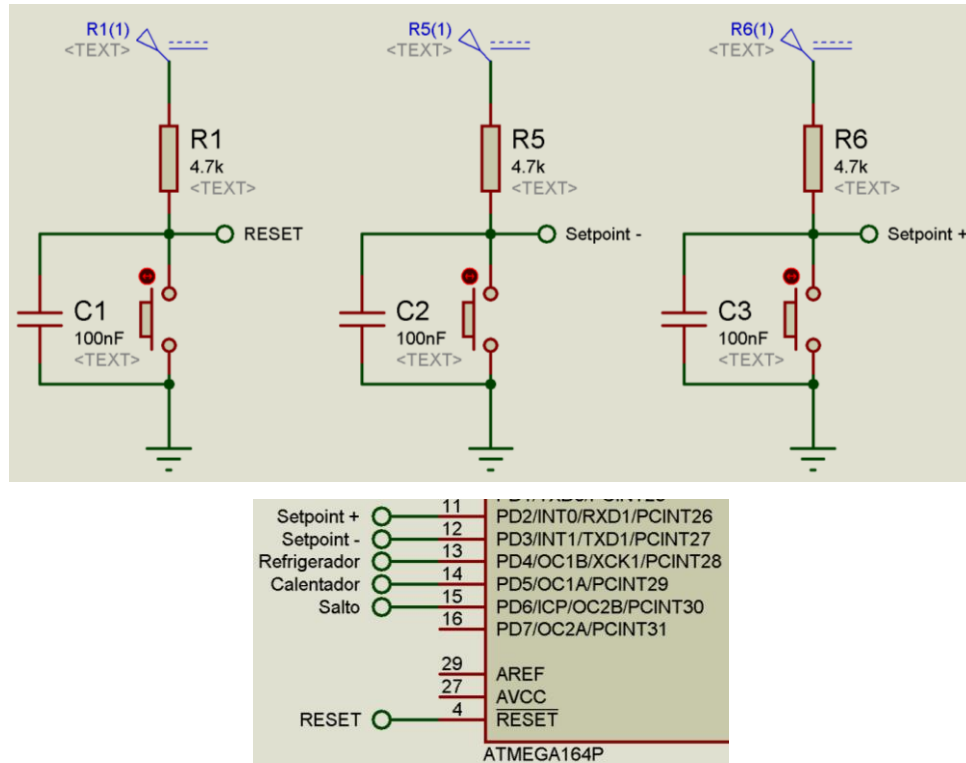 R1(1)
<TEXT>
R1
4.7k
<TEXT>
RESET
C1
100nF
<TEXT>
R5(1)
<TEXT>
R5
4.7k
<TEXT>
Setpoint -
C2
100nF
<TEXT>
R6(1)
<TEXT>
R6
4.7k
<TEXT>
Setpoint +
C3
100nF
<TEXT>
Setpoint + 11 PD2/INT0/RXD1/PCINT26
Setpoint - 12 PD3/INT1/TXD1/PCINT27
Refrigerador 13 PD4/OC1B/XCK1/PCINT28
Calentador 14 PD5/OC1A/PCINT29
Salto 15 PD6/ICP/OC2B/PCINT30
16 PD7/OC2A/PCINT31
29 AREF
27 AVCC
RESET 4 RESET
ATMEGA164P